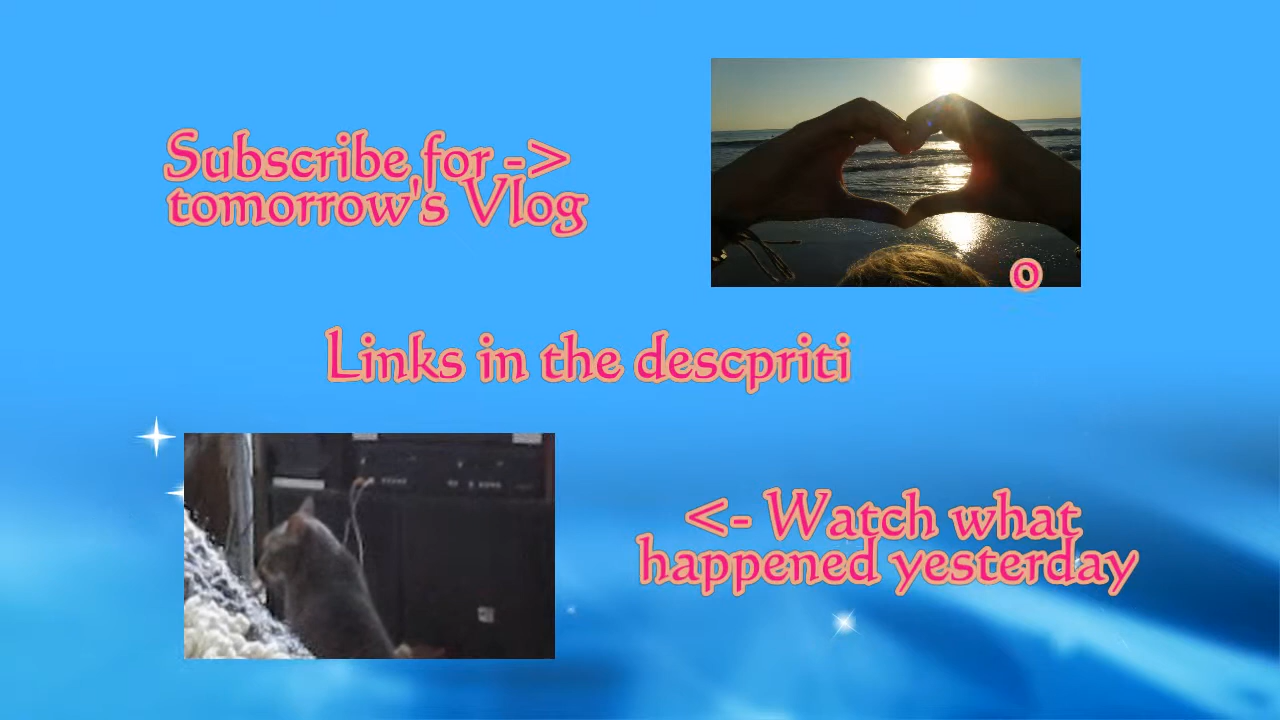 Subscribe for ->
tomorrow's Vlog
o
Links in the descpriti
<- Watch what
happened yesterday